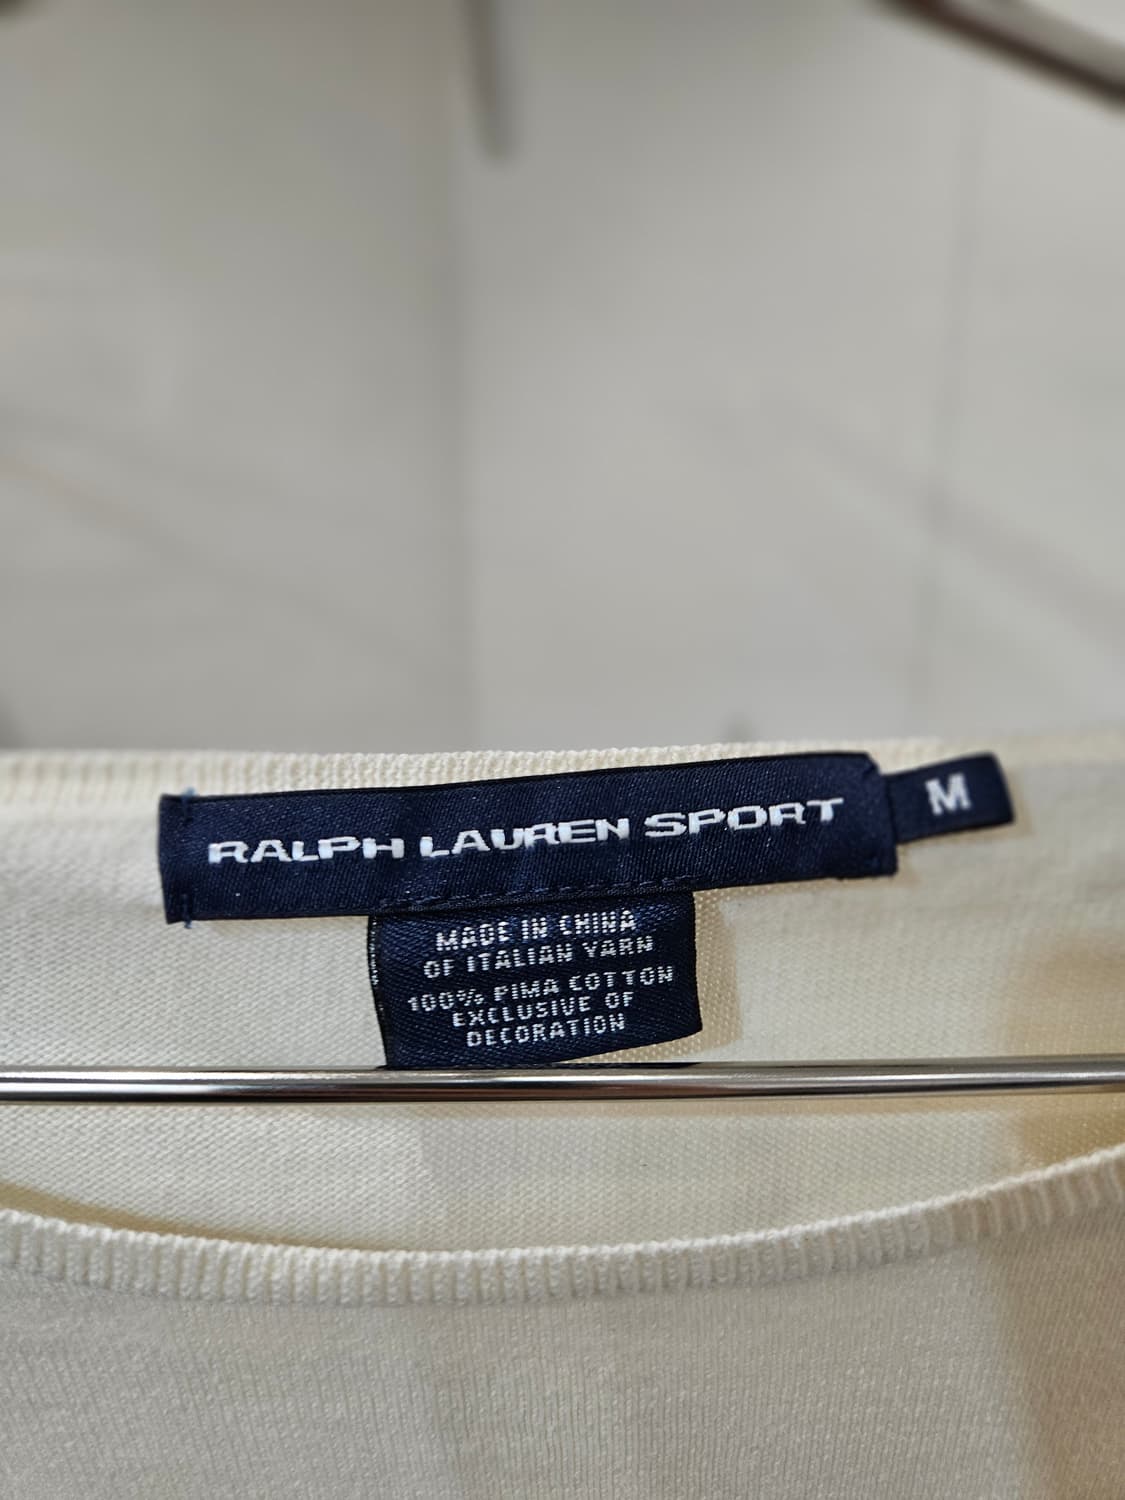 RALPH LAUREN SPORT
M
MADE IN CHINA
OF ITALIAN YARN
100% PIMA COTTON
EXCLUSIVE OF
DECORATION